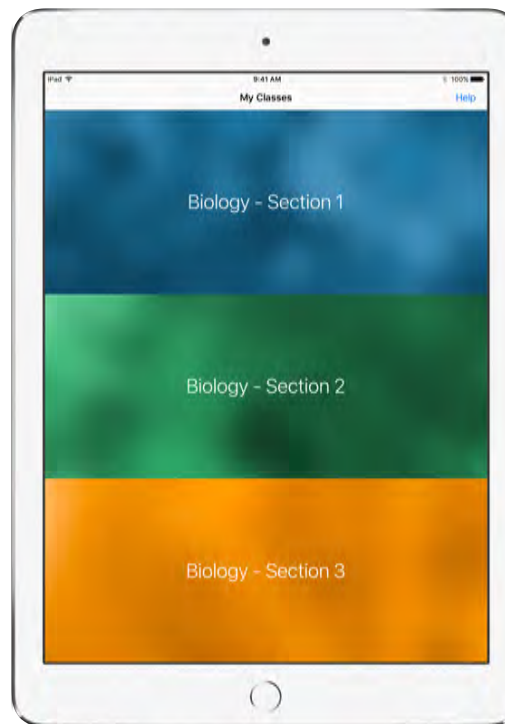 iPad 9:41 AM 100%
My Classes Help
Biology - Section 1
Biology - Section 2
Biology - Section 3